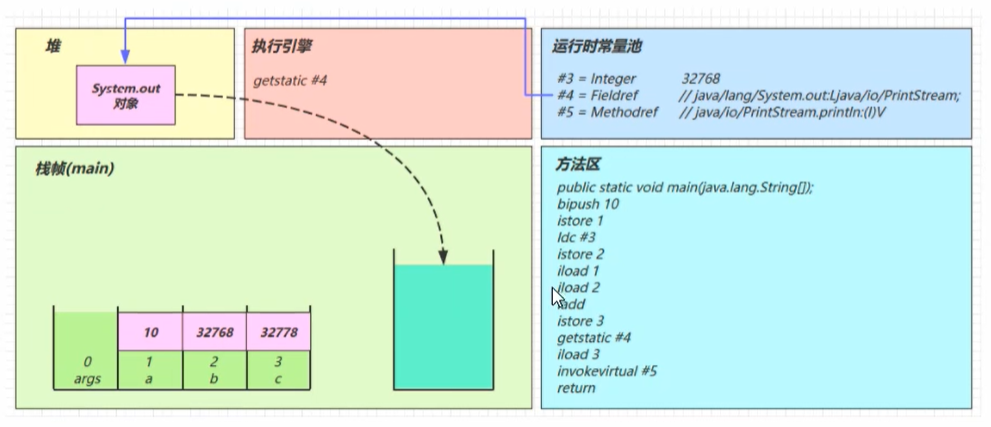 堆
System.out
对象
执行引擎
getstatic #4
运行时常量池
#3 = Integer 32768
#4 = Fieldref // java/lang/System.out:Ljava/io/PrintStream;
#5 = Methodref // java/io/PrintStream.println:(I)V
栈帧(main)
10 32768 32778
0 1 2 3
args a b c
方法区
public static void main(java.lang.String[]);
bipush 10
istore 1
ldc #3
istore 2
iload 1
iload 2
iadd
istore 3
getstatic #4
iload 3
invokevirtual #5
return